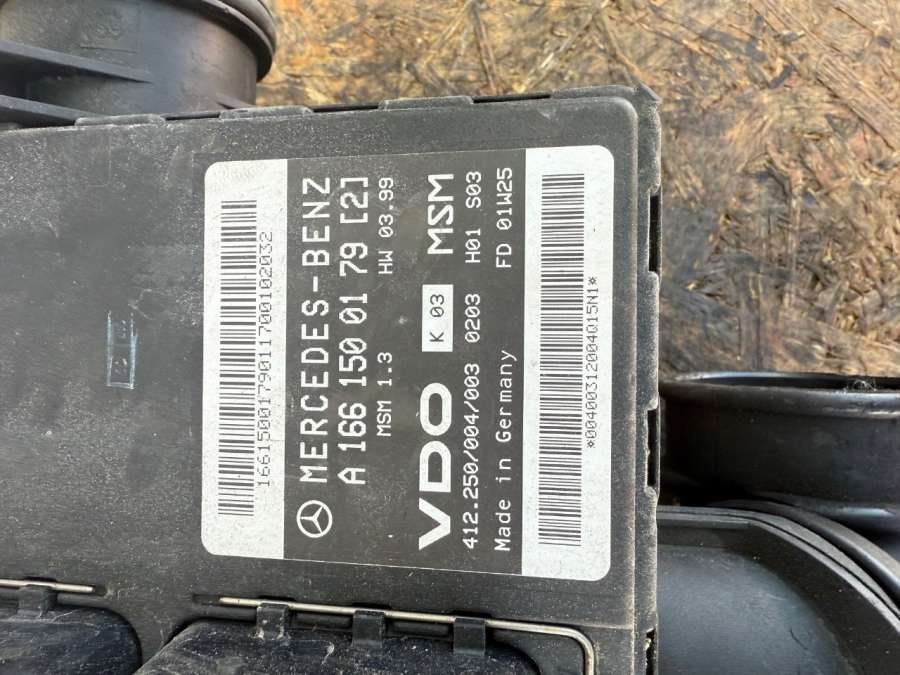 1661500179011700102032
MERCEDES-BENZ
A 166 150 01 79 [2]
MSM 1.3 HW 03.99
VDO K 03 MSM
412.250/004/003 0203 H01 S03
Made in Germany FD 01W25
*00400312004Q15N1*